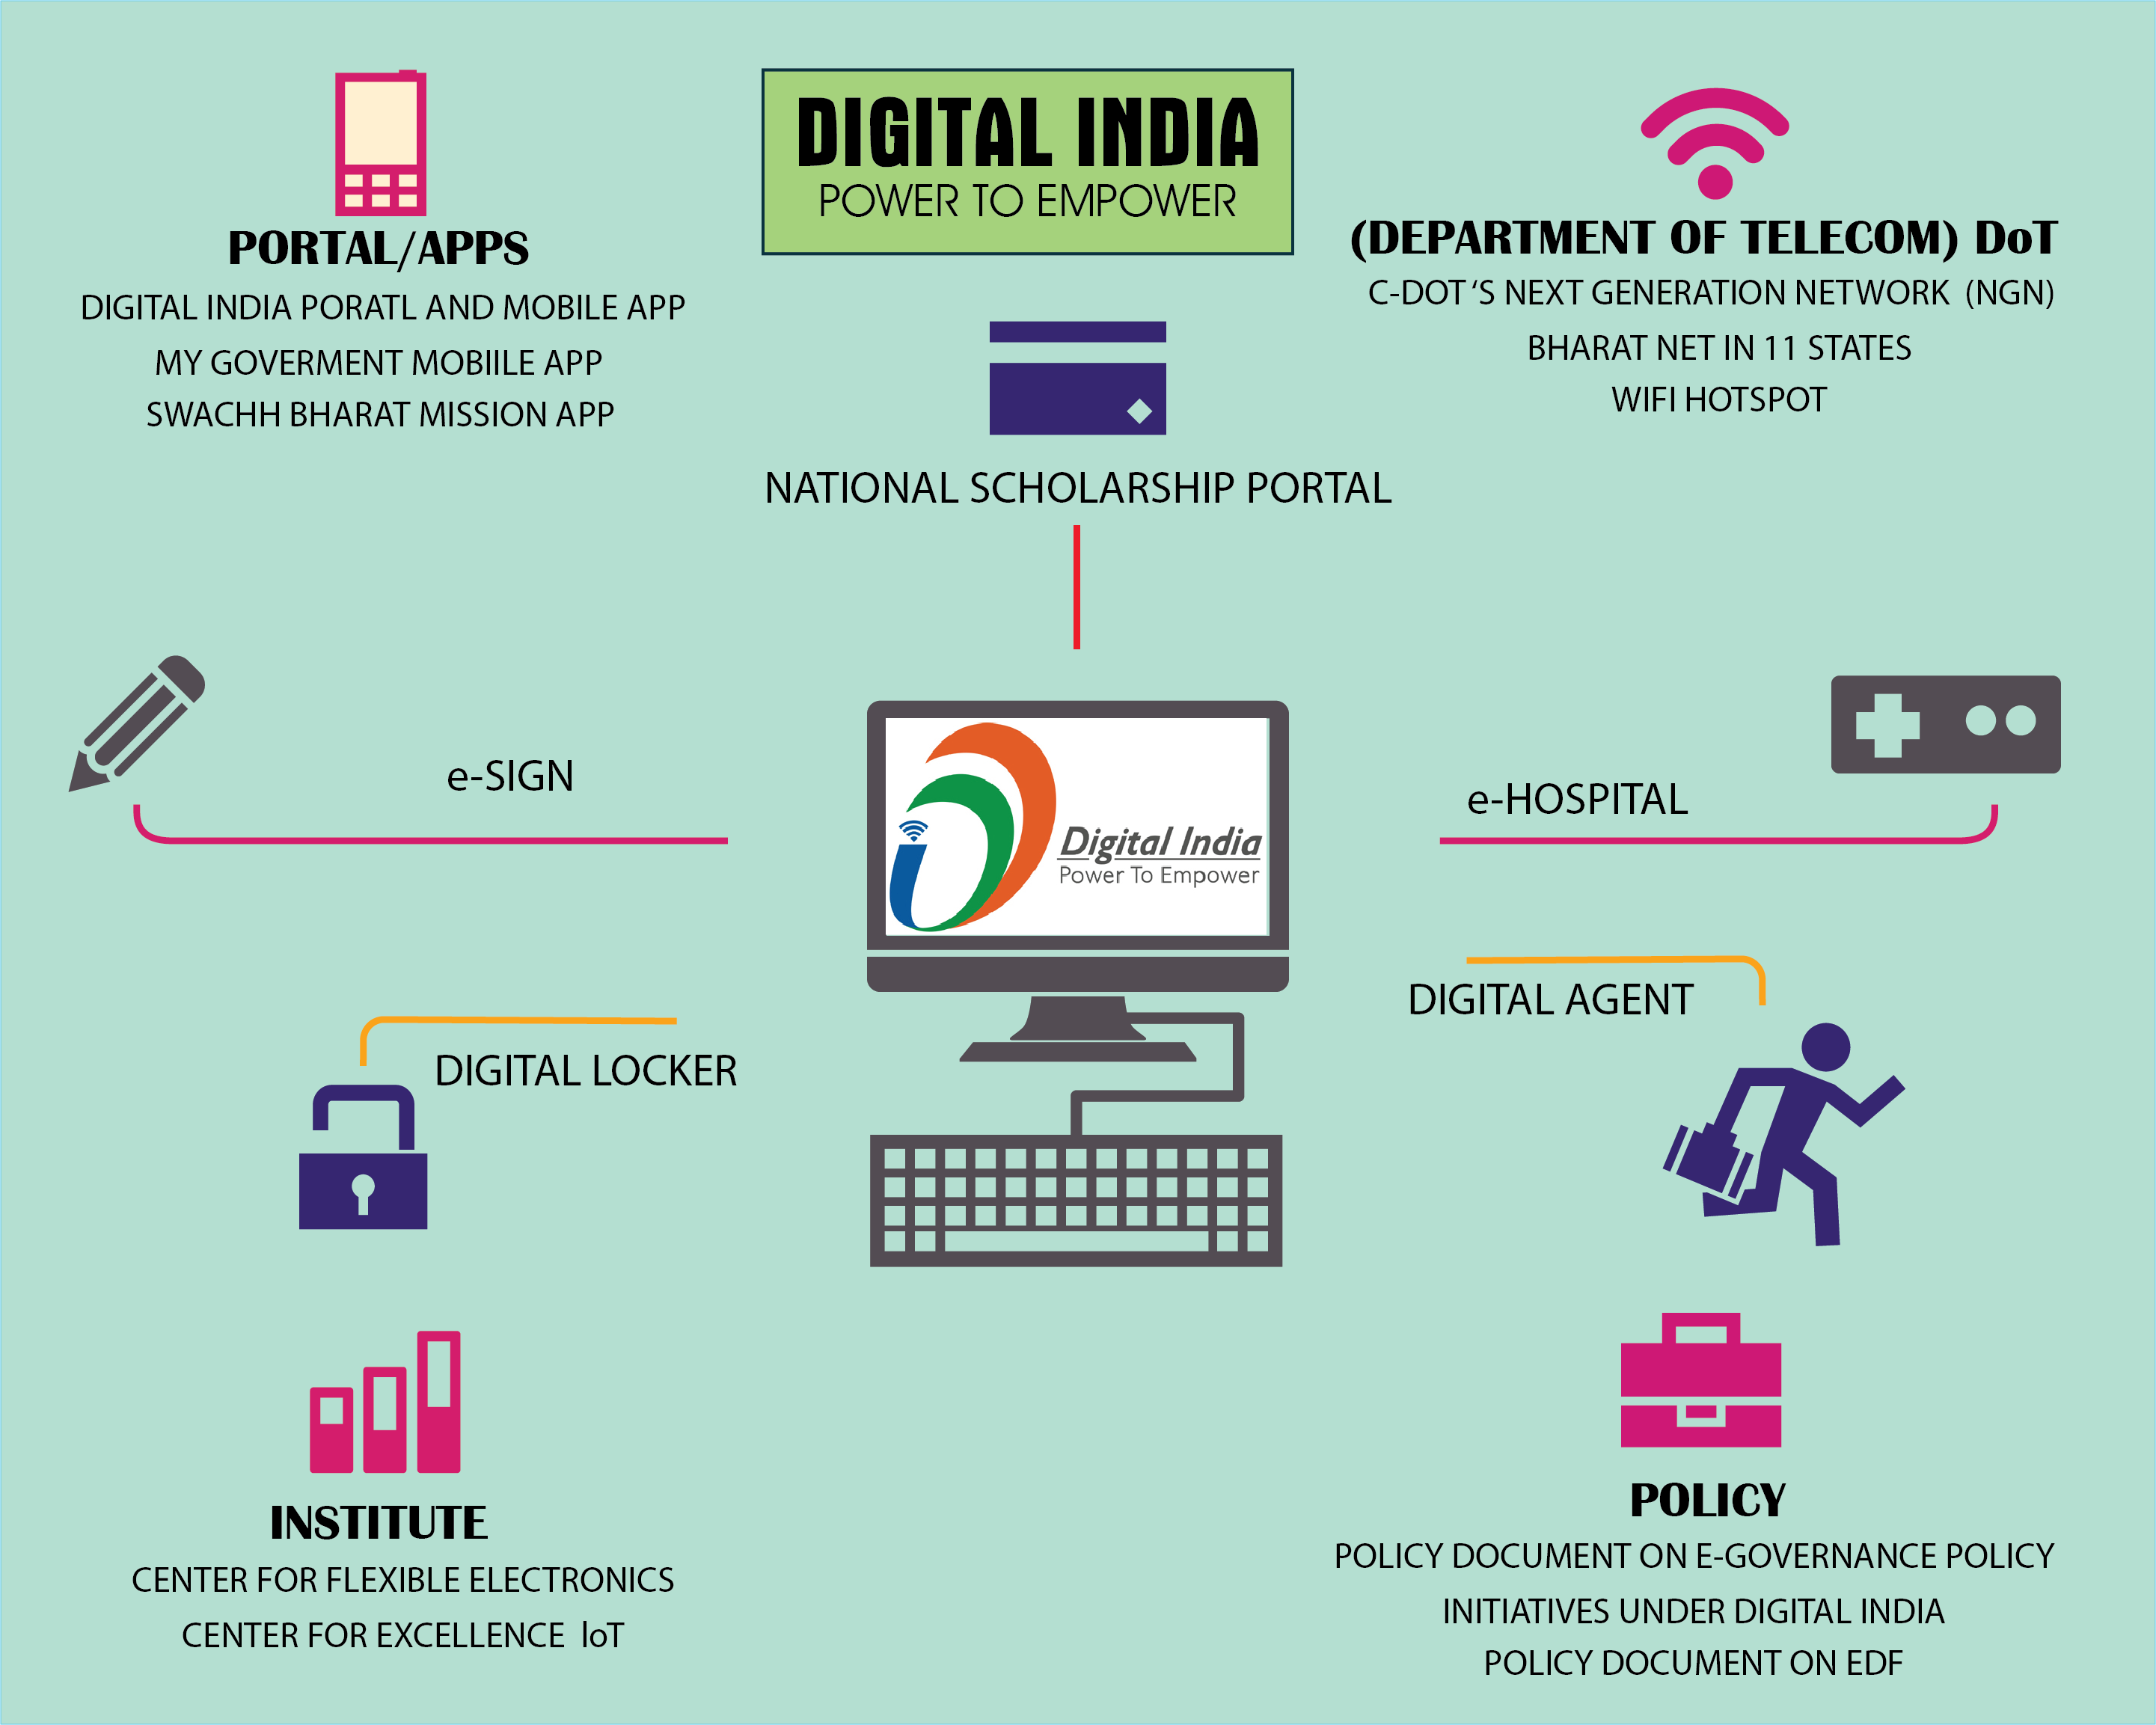 DIGITAL INDIA
POWER TO EMPOWER
PORTAL/APPS
DIGITAL INDIA PORATL AND MOBILE APP
MY GOVERMENT MOBIILE APP
SWACHH BHARAT MISSION APP
(DEPARTMENT OF TELECOM) DoT
C-DOT ‘S NEXT GENERATION NETWORK (NGN)
BHARAT NET IN 11 STATES
WIFI HOTSPOT
NATIONAL SCHOLARSHIP PORTAL
e-SIGN
e-HOSPITAL
Digital India
Power To Empower
DIGITAL LOCKER
DIGITAL AGENT
INSTITUTE
CENTER FOR FLEXIBLE ELECTRONICS
CENTER FOR EXCELLENCE IoT
POLICY
POLICY DOCUMENT ON E-GOVERNANCE POLICY
INITIATIVES UNDER DIGITAL INDIA
POLICY DOCUMENT ON EDF